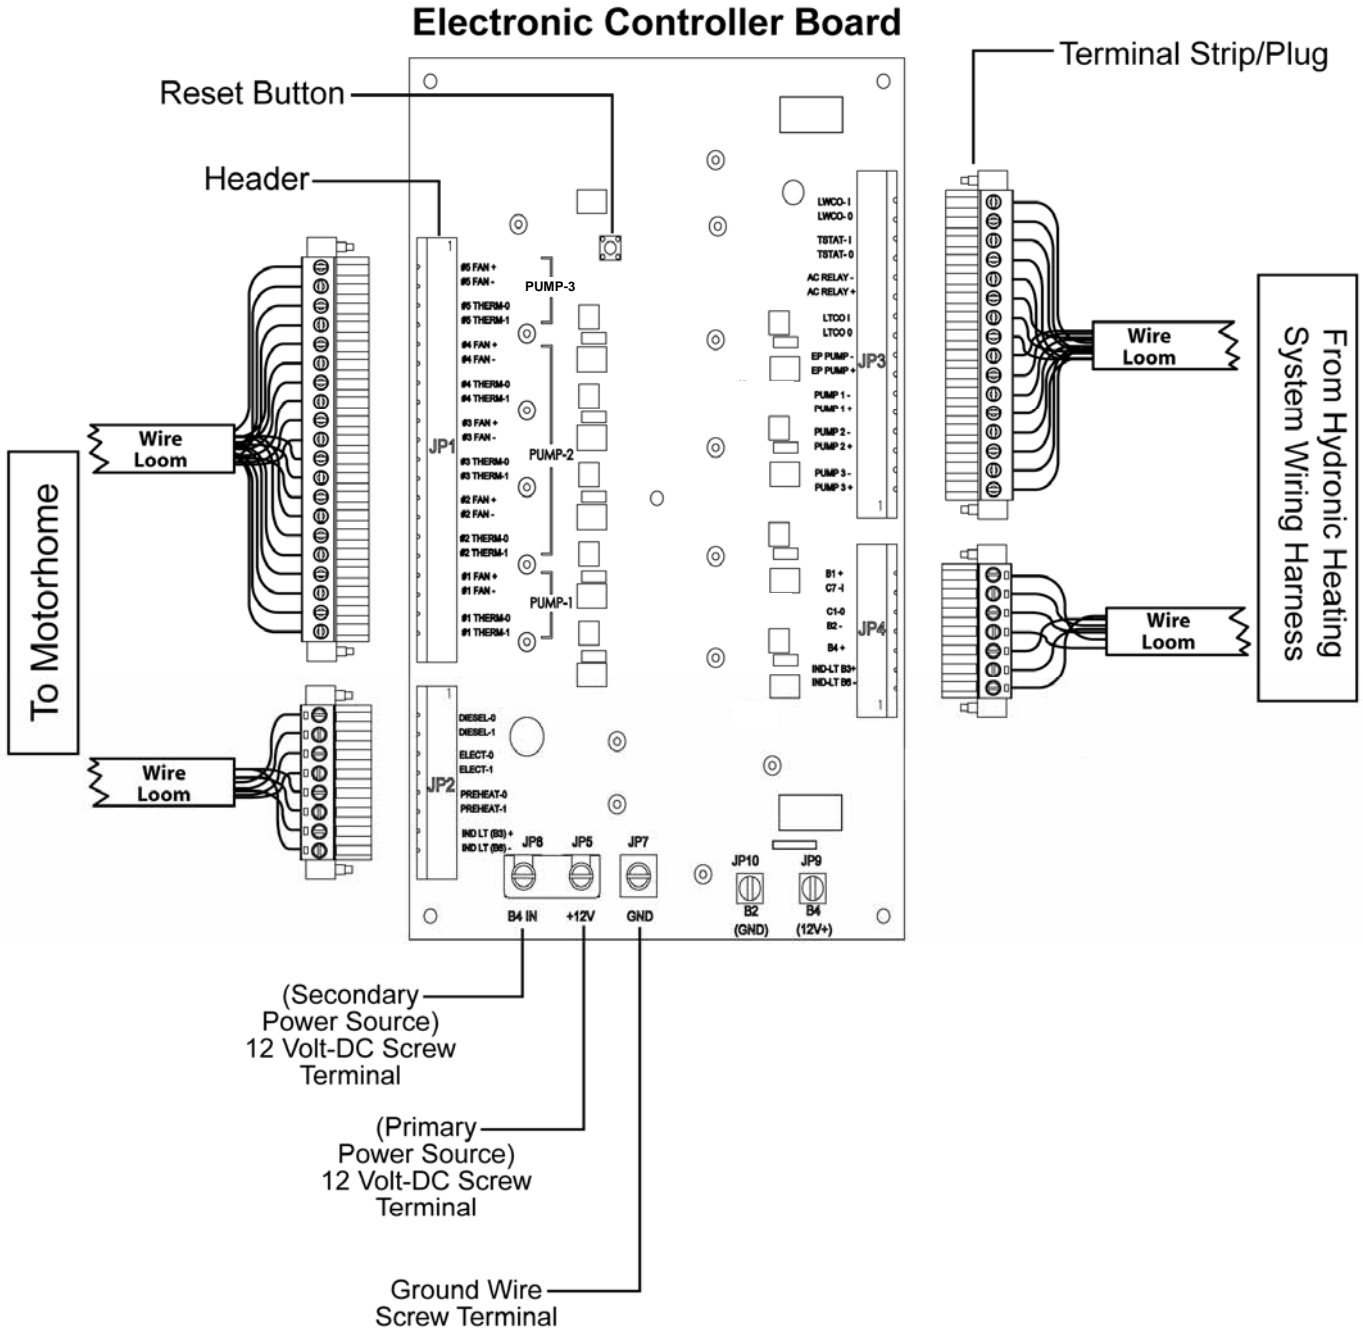 Electronic Controller Board
Terminal Strip/Plug
Reset Button
Header
1
#5 FAN +
#5 FAN -
#5 THERM-0
#5 THERM-1
#4 FAN +
#4 FAN -
#4 THERM-0
#4 THERM-1
#3 FAN +
#3 FAN -
#3 THERM-0
#3 THERM-1
#2 FAN +
#2 FAN -
#2 THERM-0
#2 THERM-1
#1 FAN +
#1 FAN -
#1 THERM-0
#1 THERM-1
JP1
PUMP-3
PUMP-2
PUMP-1
LWCO- I
LWCO- 0
TSTAT- I
TSTAT- 0
AC RELAY -
AC RELAY +
LTCO I
LTCO 0
EP PUMP -
EP PUMP +
PUMP 1 -
PUMP 1 +
PUMP 2 -
PUMP 2 +
PUMP 3 -
PUMP 3 +
JP3
1
B1 +
C7 -I
C1-0
B2 -
B4 +
IND-LT B3+
IND-LT B6 -
JP4
1
1
DIESEL-0
DIESEL-1
ELECT-0
ELECT-1
PREHEAT-0
PREHEAT-1
IND LT (B3) +
IND LT (B6) -
JP2
Wire
Loom
Wire
Loom
Wire
Loom
Wire
Loom
To Motorhome
From Hydronic Heating
System Wiring Harness
JP8
JP5
JP7
B4 IN
+12V
GND
JP10
JP9
B2
(GND)
B4
(12V+)
(Secondary
Power Source)
12 Volt-DC Screw
Terminal
(Primary
Power Source)
12 Volt-DC Screw
Terminal
Ground Wire
Screw Terminal